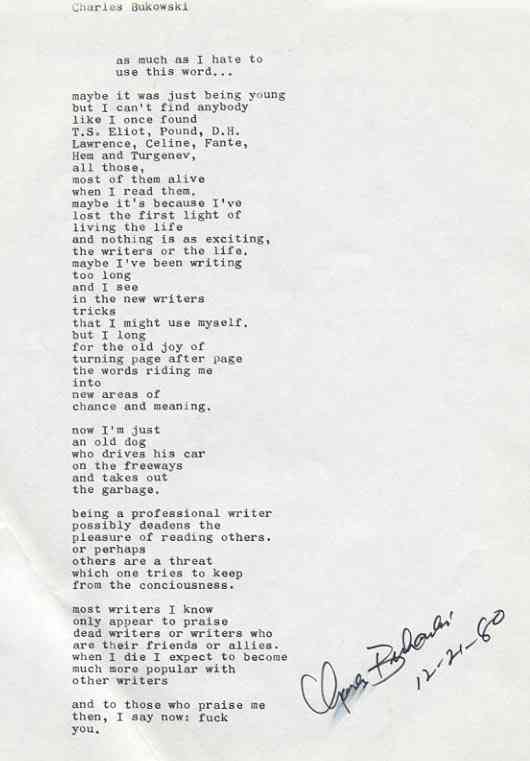 Charles Bukowski
as much as I hate to
use this word...
maybe it was just being young
but I can't find anybody
like I once found
T.S. Eliot, Pound, D.H.
Lawrence, Celine, Fante,
Hem and Turgenev,
all those,
most of them alive
when I read them.
maybe it's because I've
lost the first light of
living the life
and nothing is as exciting,
the writers or the life.
maybe I've been writing
too long
and I see
in the new writers
tricks
that I might use myself.
but I long
for the old joy of
turning page after page
the words riding me
into
new areas of
chance and meaning.
now I'm just
an old dog
who drives his car
on the freeways
and takes out
the garbage.
being a professional writer
possibly deadens the
pleasure of reading others.
or perhaps
others are a threat
which one tries to keep
from the conciousness.
most writers I know
only appear to praise
dead writers or writers who
are their friends or allies.
when I die I expect to become
much more popular with
other writers
and to those who praise me
then, I say now: fuck
you.
Charles Bukowski
12-21-80